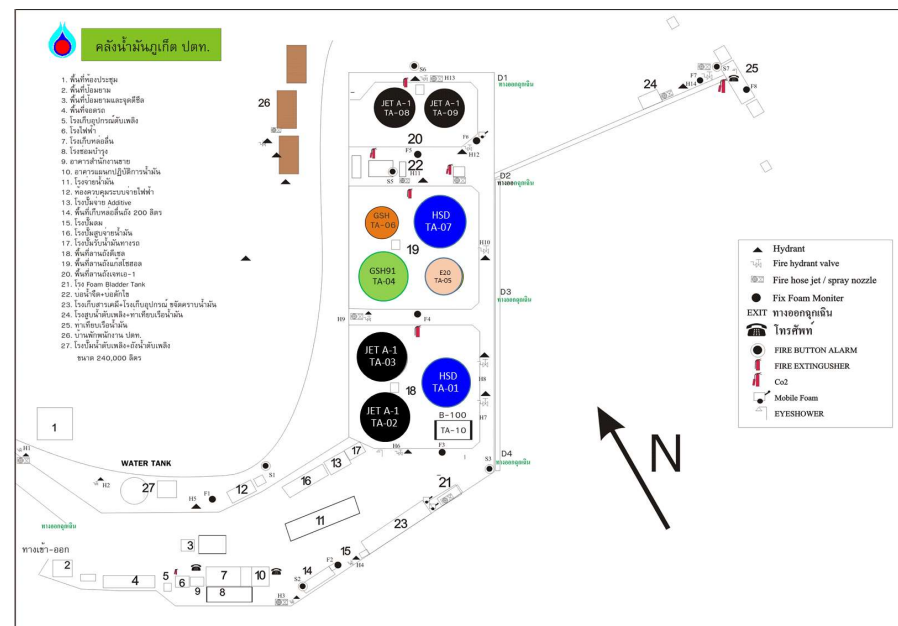 คลังน้ำมันภูเก็ต ปตท.
1. พื้นที่ห้องประชุม
2. พื้นที่ป้อมยาม
3. พื้นที่ป้อมยามและจุดตีซีล
4. พื้นที่จอดรถ
5. โรงเก็บอุปกรณ์ดับเพลิง
6. โรงไฟฟ้า
7. โรงเก็บหล่อลื่น
8. โรงซ่อมบำรุง
9. อาคารสำนักงานขาย
10. อาคารแผนกปฏิบัติการน้ำมัน
11. โรงจ่ายน้ำมัน
12. ห้องควบคุมระบบจ่ายไฟฟ้า
13. โรงปั๊มจ่าย Additive
14. พื้นที่เก็บหล่อลื่นถัง 200 ลิตร
15. โรงปั๊มลม
16. โรงปั๊มสูบจ่ายน้ำมัน
17. โรงปั๊มรับน้ำมันทางรถ
18. พื้นที่ลานถังดีเซล
19. พื้นที่ลานถังแก๊สโซฮอล
20. พื้นที่ลานถังเจทเอ-1
21. โรง Foam Bladder Tank
22. บ่อน้ำจืด+บ่อดักไข
23. โรงเก็บสารเคมี+โรงเก็บอุปกรณ์ ขจัดคราบน้ำมัน
24. โรงสูบน้ำดับเพลิง+ท่าเทียบเรือน้ำมัน
25. ท่าเทียบเรือน้ำมัน
26. บ้านพักพนักงาน ปตท.
27. โรงปั๊มน้ำดับเพลิง+ถังน้ำดับเพลิง
ขนาด 240,000 ลิตร
26
S6
H13
D1
ทางออกฉุกเฉิน
JET A-1
TA-08
JET A-1
TA-09
20
F5
F6
H12
22
S5
H11
D2
ทางออกฉุกเฉิน
24
H14
F7
S7
25
F8
GSH
TA-06
HSD
TA-07
19
H10
GSH91
TA-04
E20
TA-05
D3
ทางออกฉุกเฉิน
H9
F4
JET A-1
TA-03
HSD
TA-01
18
H8
H7
JET A-1
TA-02
B-100
TA-10
H6
F3
D4
ทางออกฉุกเฉิน
S3
Hydrant
Fire hydrant valve
Fire hose jet / spray nozzle
Fix Foam Moniter
EXIT ทางออกฉุกเฉิน
โทรศัพท์
FIRE BUTTON ALARM
FIRE EXTINGUSHER
Co2
Mobile Foam
EYESHOWER
N
1
H1
WATER TANK
H2
27
F1
H5
12
S1
16
13
17
21
11
23
ทางออกฉุกเฉิน
ทางเข้า-ออก
3
2
4
5
6
9
7
8
10
14
S2
F2
15
H4
H3